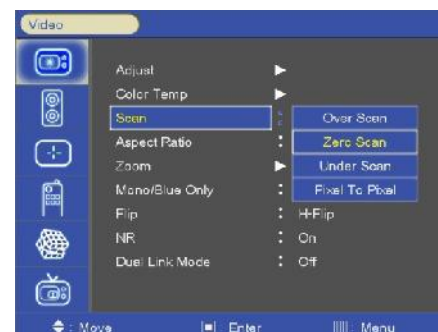 Video
Adjust
Color Temp
Scan : Over Scan
Aspect Ratio : Zero Scan
Zoom Under Scan
Mono/Blue Only : Pixel To Pixel
Flip : H-Flip
NR : On
Dual Link Mode : Off
: Move : Enter : Menu